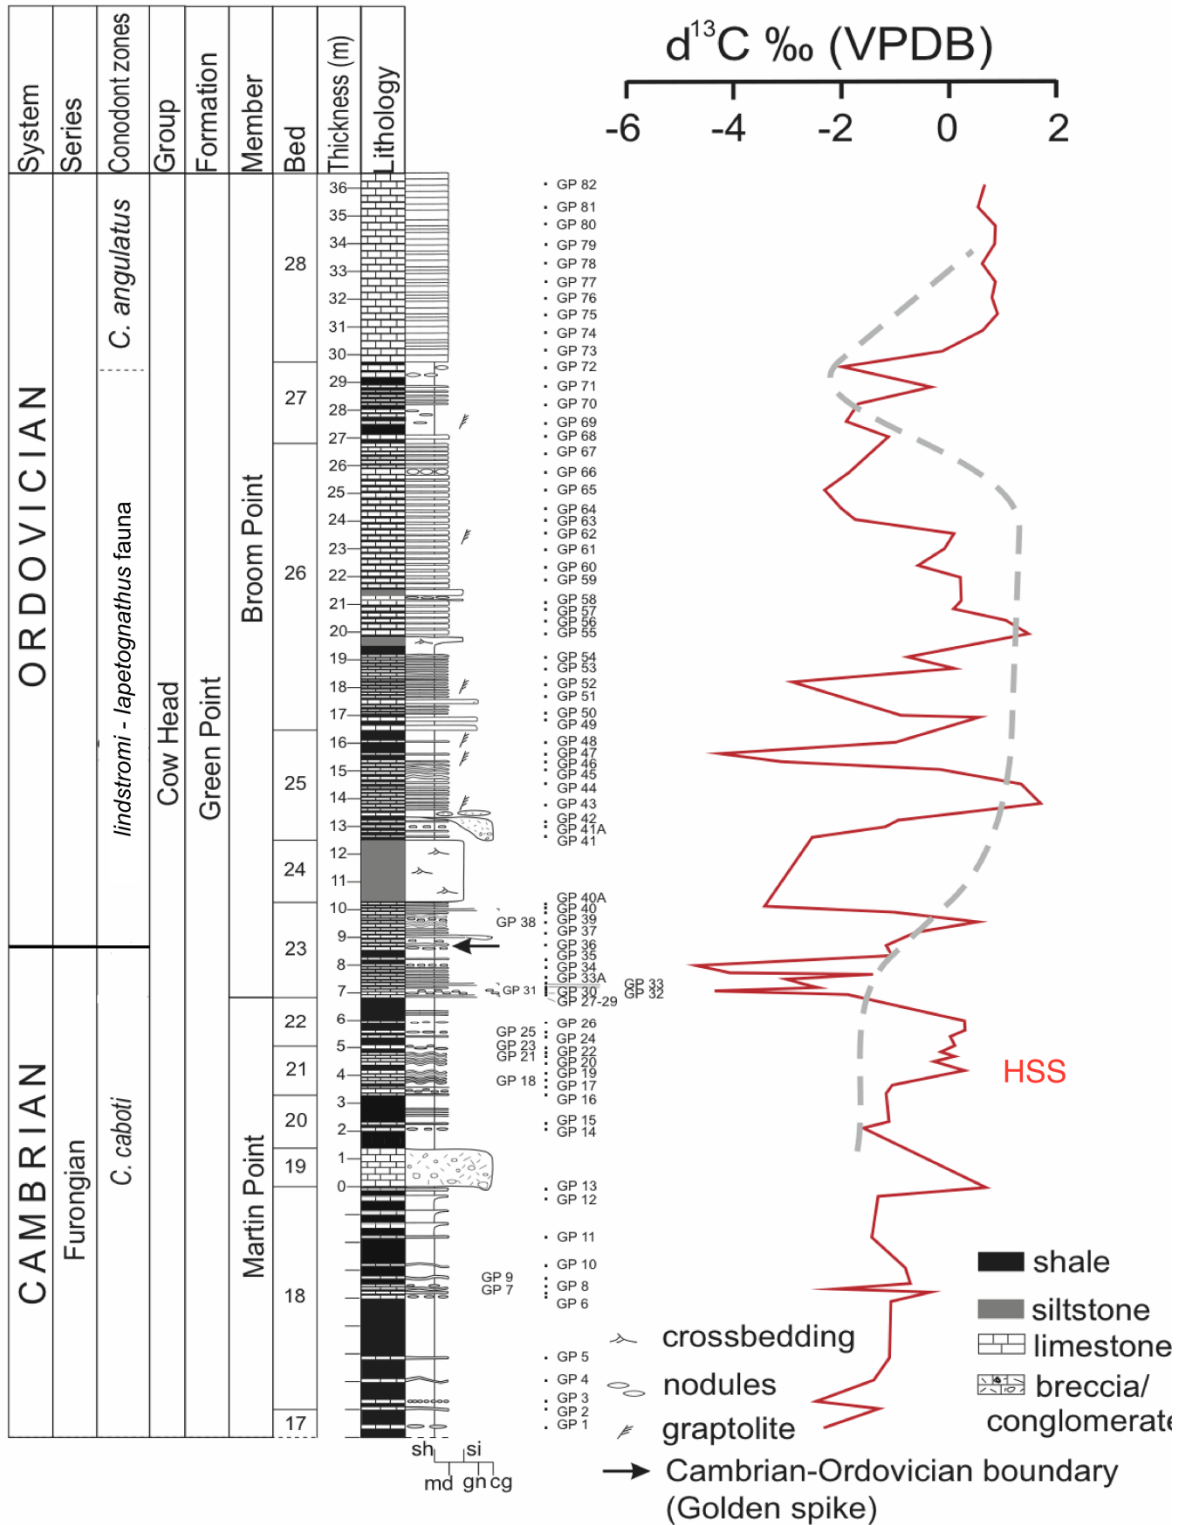 d¹³C ‰ (VPDB)
-6 -4 -2 0 2
System
Series
Conodont zones
Group
Formation
Member
Bed
Thickness (m)
Lithology
ORDOVICIAN
CAMBRIAN
Furongian
C. angulatus
lindstromi - Iapetognathus fauna
C. caboti
Cow Head
Green Point
Broom Point
Martin Point
28
27
26
25
24
23
22
21
20
19
18
17
36
35
34
33
32
31
30
29
28
27
26
25
24
23
22
21
20
19
18
17
16
15
14
13
12
11
10
9
8
7
6
5
4
3
2
1
0
GP 82
GP 81
GP 80
GP 79
GP 78
GP 77
GP 76
GP 75
GP 74
GP 73
GP 72
GP 71
GP 70
GP 69
GP 68
GP 67
GP 66
GP 65
GP 64
GP 63
GP 62
GP 61
GP 60
GP 59
GP 58
GP 57
GP 56
GP 55
GP 54
GP 53
GP 52
GP 51
GP 50
GP 49
GP 48
GP 47
GP 46
GP 45
GP 44
GP 43
GP 42
GP 41A
GP 41
GP 40A
GP 40
GP 39
GP 38
GP 37
GP 36
GP 35
GP 34
GP 33A
GP 33
GP 31 GP 30 GP 32
GP 27-29
GP 26
GP 25
GP 24
GP 23
GP 22
GP 21
GP 20
GP 19
GP 18
GP 17
GP 16
GP 15
GP 14
GP 13
GP 12
GP 11
GP 10
GP 9
GP 8
GP 7
GP 6
GP 5
GP 4
GP 3
GP 2
GP 1
HSS
shale
siltstone
limestone
breccia/
conglomerate
crossbedding
nodules
graptolite
Cambrian-Ordovician boundary
(Golden spike)
sh si
md gn cg